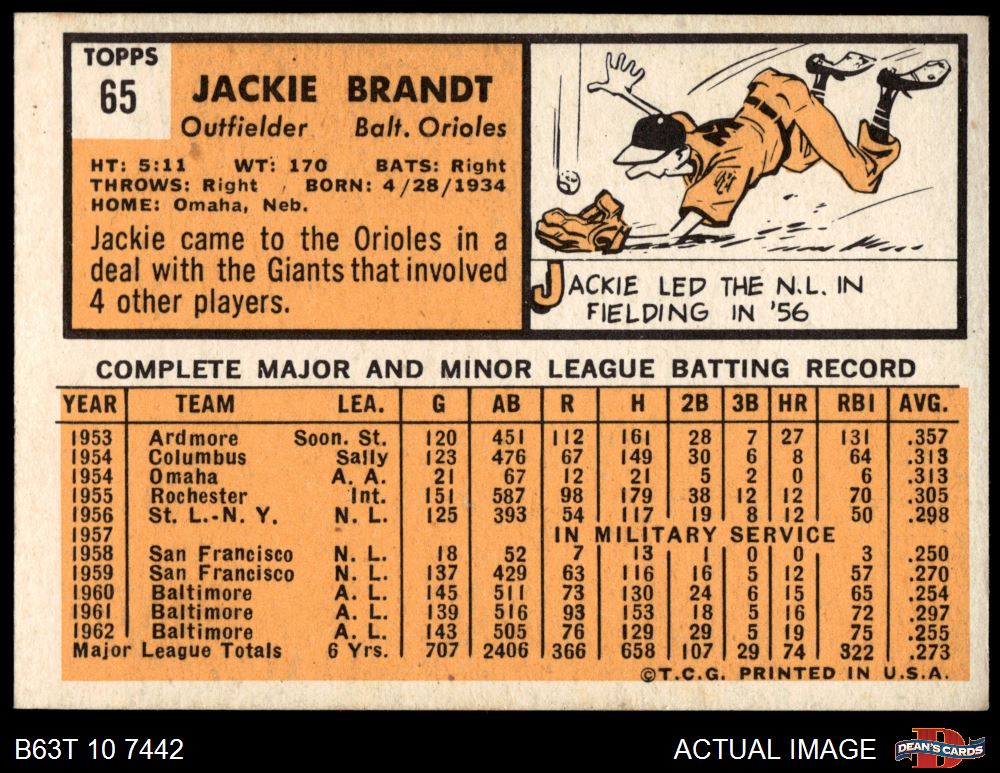 TOPPS
65
JACKIE BRANDT
Outfielder Balt. Orioles
HT: 5:11 WT: 170 BATS: Right
THROWS: Right BORN: 4/28/1934
HOME: Omaha, Neb.
Jackie came to the Orioles in a
deal with the Giants that involved
4 other players.
JACKIE LED THE N.L. IN
FIELDING IN '56
COMPLETE MAJOR AND MINOR LEAGUE BATTING RECORD
YEAR TEAM LEA. G AB R H 2B 3B HR RBI AVG.
1953 Ardmore Soon. St. 120 451 112 161 28 7 27 131 .357
1954 Columbus Sally 123 476 67 149 30 6 8 64 .313
1954 Omaha A. A. 21 67 12 21 5 2 0 6 .313
1955 Rochester Int. 151 587 98 179 38 12 12 70 .305
1956 St. L.-N. Y. N. L. 125 393 54 117 19 8 12 50 .298
1957 IN MILITARY SERVICE
1958 San Francisco N. L. 18 52 7 13 1 0 0 3 .250
1959 San Francisco N. L. 137 429 63 116 16 5 12 57 .270
1960 Baltimore A. L. 145 511 73 130 24 6 15 65 .254
1961 Baltimore A. L. 139 516 93 153 18 5 16 72 .297
1962 Baltimore A. L. 143 505 76 129 29 5 19 75 .255
Major League Totals 6 Yrs. 707 2406 366 658 107 29 74 322 .273
©T.C.G. PRINTED IN U.S.A.
B63T 10 7442 ACTUAL IMAGE
D
DEAN'S CARDS